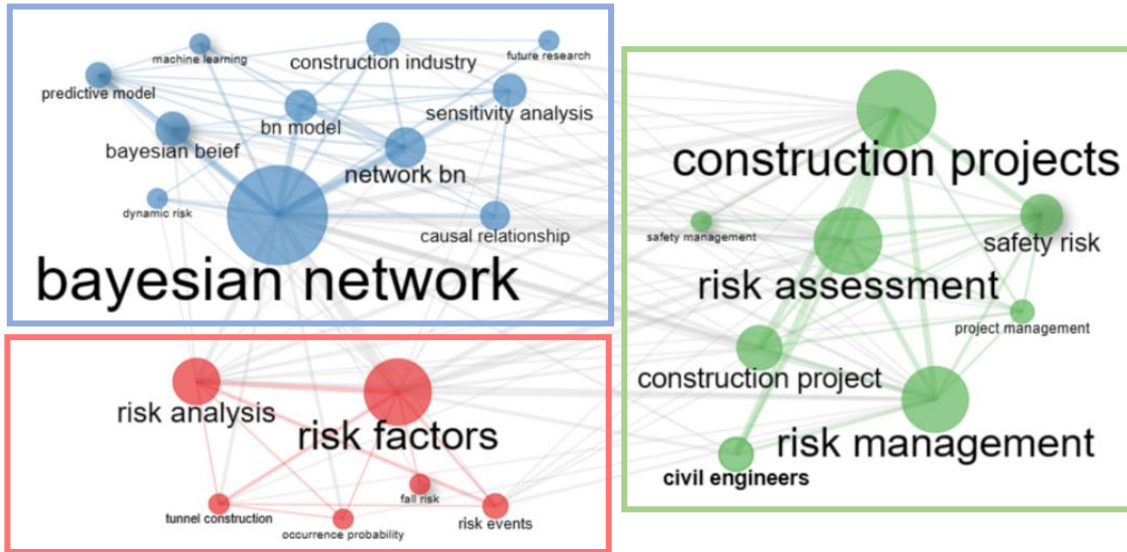 machine learning
construction industry
future research
predictive model
bn model
sensitivity analysis
bayesian beief
network bn
dynamic risk
causal relationship
bayesian network
risk analysis
risk factors
fall risk
tunnel construction
occurrence probability
risk events
construction projects
safety management
safety risk
risk assessment
project management
construction project
risk management
civil engineers